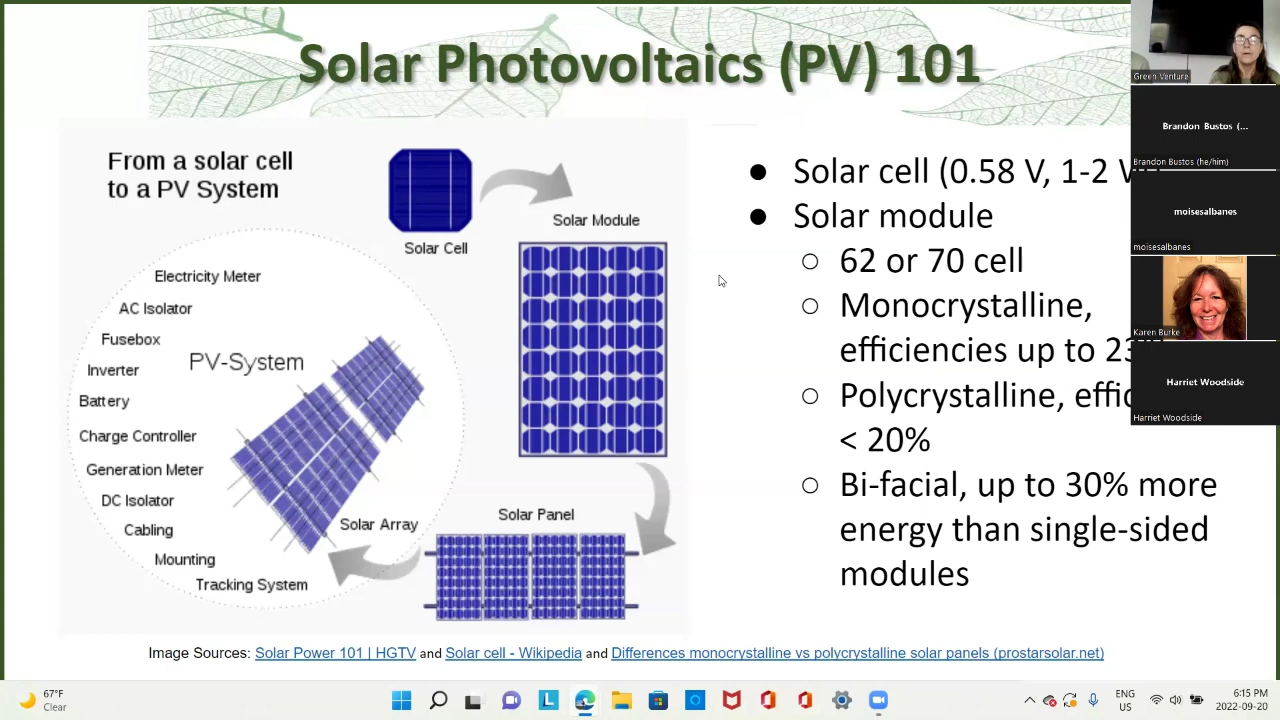 Solar Photovoltaics (PV) 101
From a solar cell
to a PV System
Solar Cell
Solar Module
Electricity Meter
AC Isolator
Fusebox
PV-System
Inverter
Battery
Charge Controller
Generation Meter
DC Isolator
Cabling
Mounting
Tracking System
Solar Array
Solar Panel
● Solar cell (0.58 V, 1-2
● Solar module
○ 62 or 70 cell
○ Monocrystalline,
efficiencies up to
○ Polycrystalline,
< 20%
○ Bi-facial, up to 30% more
energy than single-sided
modules
Image Sources: Solar Power 101 | HGTV and Solar cell - Wikipedia and Differences monocrystalline vs polycrystalline solar panels (prostarsolar.net)
Green Venture
Brandon Bustos (...
Brandon Bustos (he/him)
moisesalbanes
moisesalbanes
Karen Burke
Harriet Woodside
Harriet Woodside
67°F
Clear
L
ENG
US
6:15 PM
2022-09-20